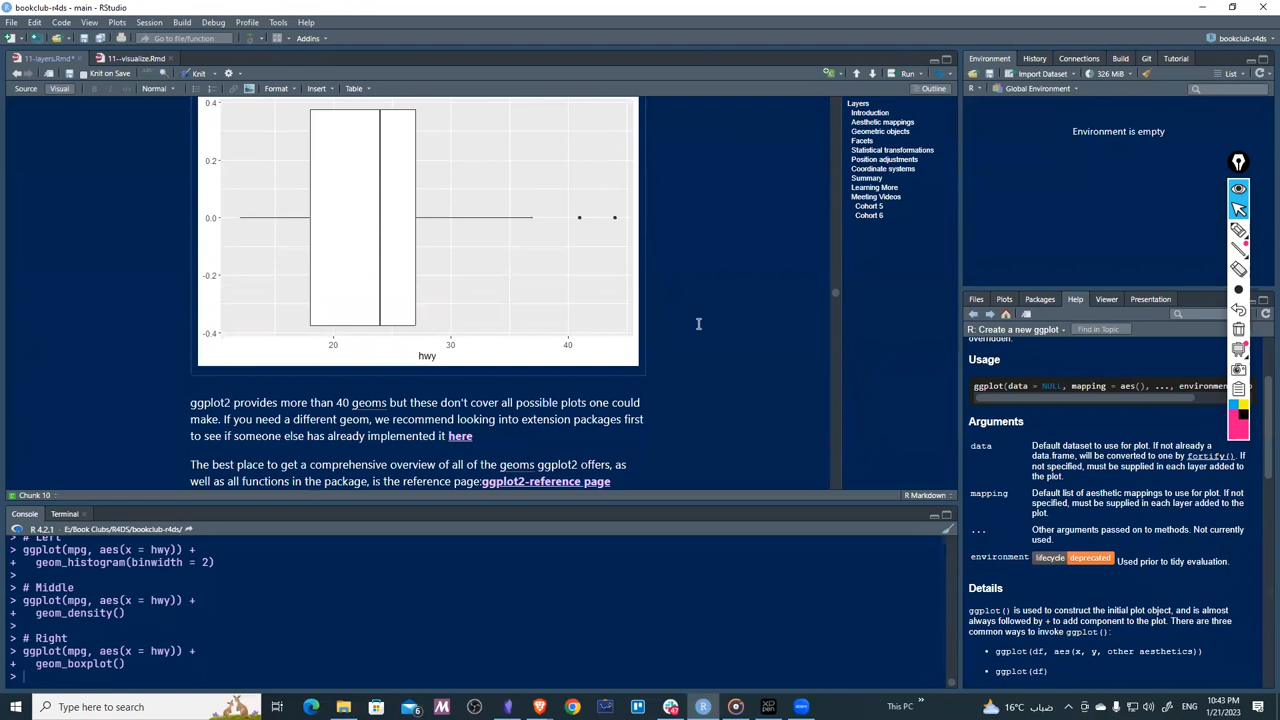 bookclub-r4ds - main - RStudio
File Edit Code View Plots Session Build Debug Profile Tools Help
Go to file/function Addins bookclub-r4ds
11-layers.Rmd* 11--visualize.Rmd
Knit on Save Knit Run
Source Visual B I Normal Format Insert Table Outline
0.4
0.2
0.0
-0.2
-0.4
20 30 40
hwy
ggplot2 provides more than 40 geoms but these don't cover all possible plots one could
make. If you need a different geom, we recommend looking into extension packages first
to see if someone else has already implemented it here
The best place to get a comprehensive overview of all of the geoms ggplot2 offers, as
well as all functions in the package, is the reference page:ggplot2-reference page
Layers
Introduction
Aesthetic mappings
Geometric objects
Facets
Statistical transformations
Position adjustments
Coordinate systems
Summary
Learning More
Meeting Videos
Cohort 5
Cohort 6
Chunk 10 R Markdown
Console Terminal
R 4.2.1 · E:/Book Clubs/R4DS/bookclub-r4ds/
> # Left
> ggplot(mpg, aes(x = hwy)) +
+ geom_histogram(binwidth = 2)
>
> # Middle
> ggplot(mpg, aes(x = hwy)) +
+ geom_density()
>
> # Right
> ggplot(mpg, aes(x = hwy)) +
+ geom_boxplot()
>
Environment History Connections Build Git Tutorial
Import Dataset 326 MiB List
R Global Environment
Environment is empty
Files Plots Packages Help Viewer Presentation
R: Create a new ggplot Find in Topic
overridden.
Usage
ggplot(data = NULL, mapping = aes(), ..., environment
Arguments
data Default dataset to use for plot. If not already a
data.frame, will be converted to one by fortify(). If
not specified, must be supplied in each layer added to
the plot.
mapping Default list of aesthetic mappings to use for plot. If not
specified, must be supplied in each layer added to the
plot.
... Other arguments passed on to methods. Not currently
used.
environment lifecycle deprecated Used prior to tidy evaluation.
Details
ggplot() is used to construct the initial plot object, and is almost
always followed by + to add component to the plot. There are three
common ways to invoke ggplot():
• ggplot(df, aes(x, y, other aesthetics))
• ggplot(df)
Type here to search This PC 16°C ضباب 10:43 PM
1/21/2023